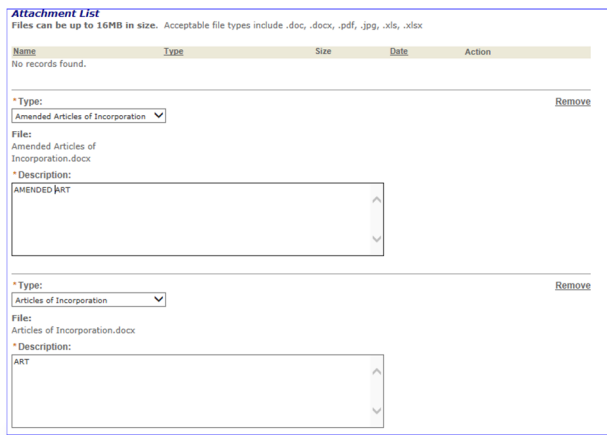 Attachment List
Files can be up to 16MB in size. Acceptable file types include .doc, .docx, .pdf, .jpg, .xls, .xlsx
Name Type Size Date Action
No records found.
*Type: Remove
Amended Articles of Incorporation
File:
Amended Articles of
Incorporation.docx
*Description:
AMENDED ART
*Type: Remove
Articles of Incorporation
File:
Articles of Incorporation.docx
*Description:
ART